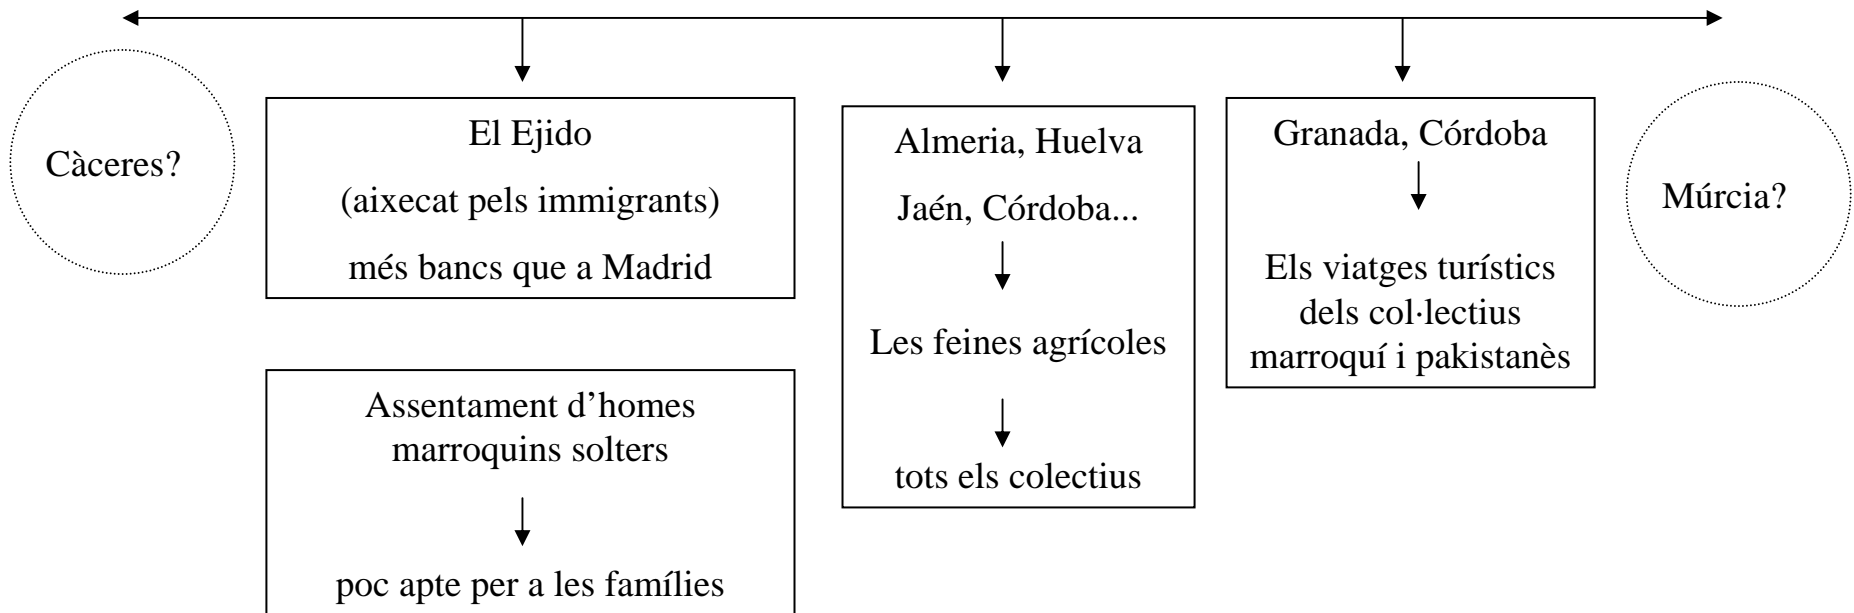 Càceres?
El Ejido
(aixecat pels immigrants)
més bancs que a Madrid
Assentament d’homes
marroquins solters
poc apte per a les famílies
Almeria, Huelva
Jaén, Córdoba...
Les feines agrícoles
tots els colectius
Granada, Córdoba
Els viatges turístics
dels col·lectius
marroquí i pakistanès
Múrcia?